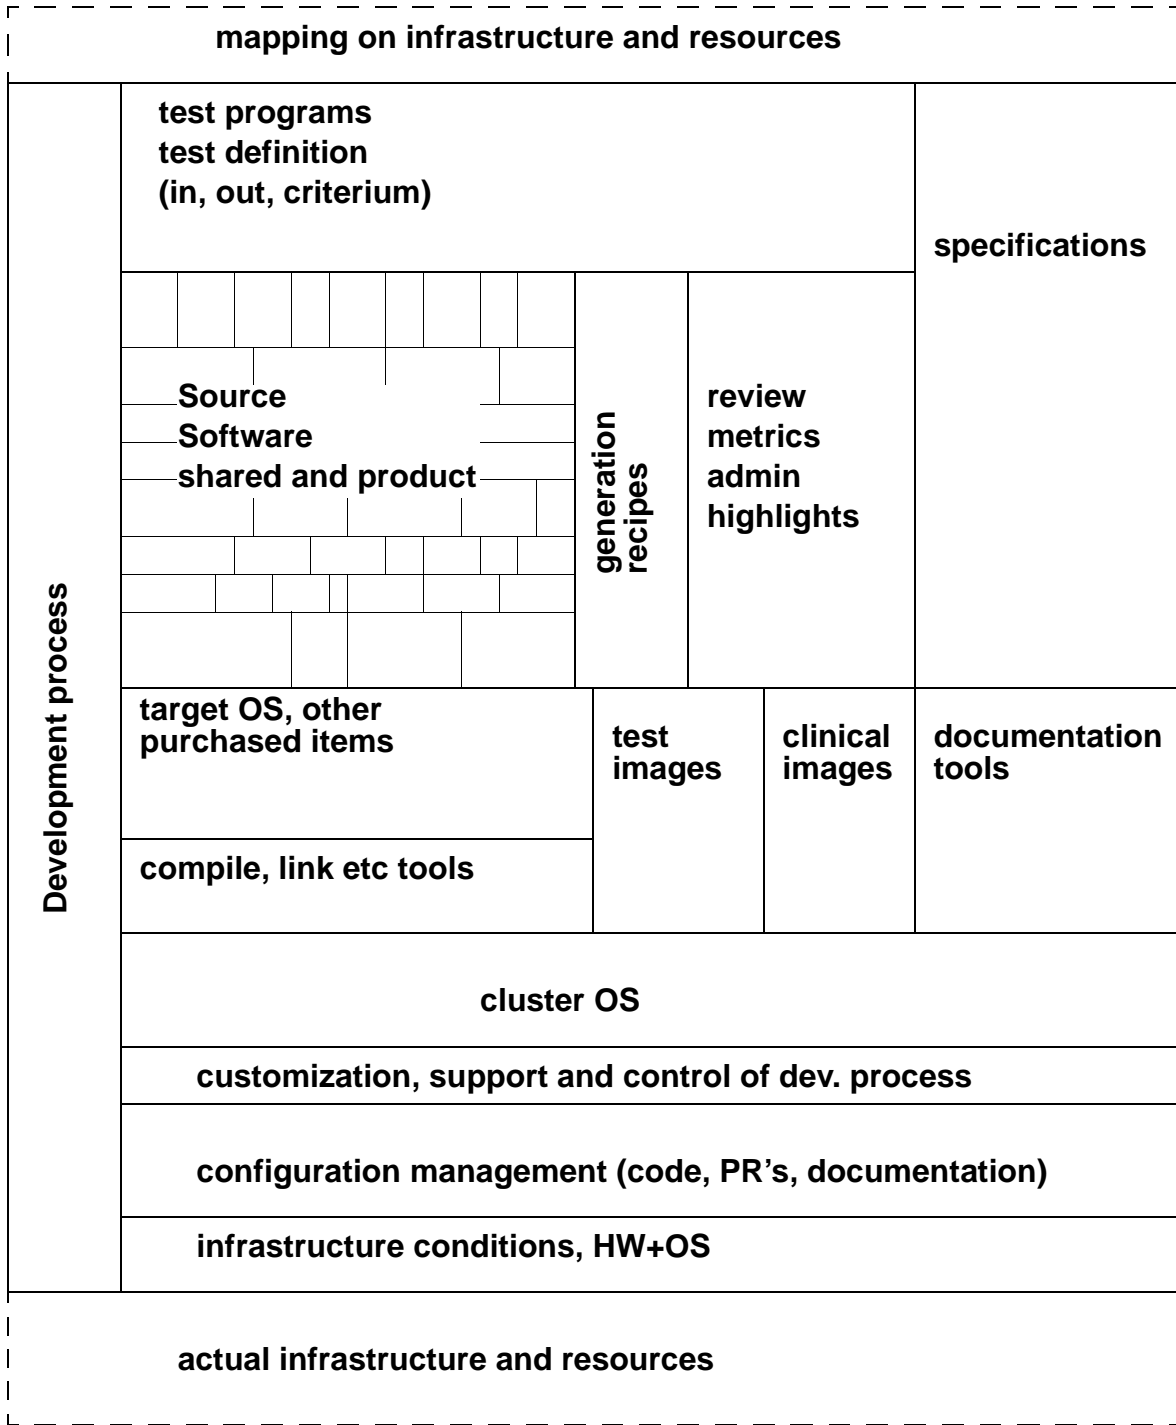 mapping on infrastructure and resources
test programs
test definition
(in, out, criterium)
specifications
Source
Software
shared and product
generation
recipes
review
metrics
admin
highlights
Development process
target OS, other
purchased items
test
images
clinical
images
documentation
tools
compile, link etc tools
cluster OS
customization, support and control of dev. process
configuration management (code, PR’s, documentation)
infrastructure conditions, HW+OS
actual infrastructure and resources